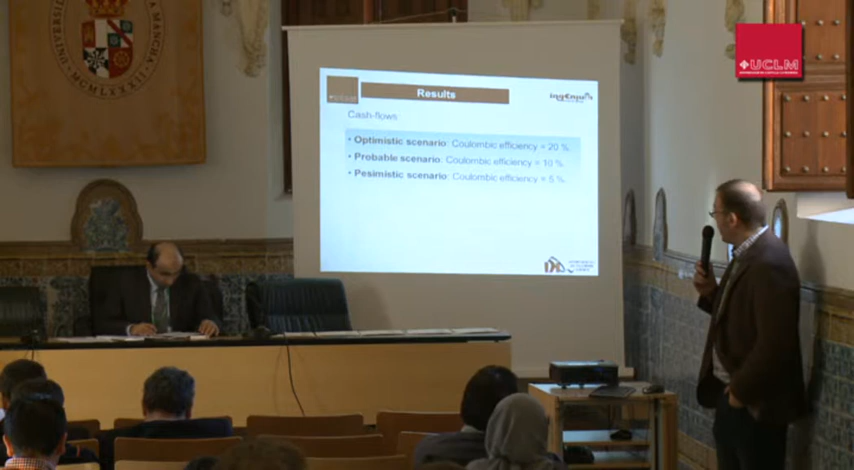 UCLM
Results
ingenium
Cash-flows:
• Optimistic scenario: Coulombic efficiency = 20 %.
• Probable scenario: Coulombic efficiency = 10 %.
• Pesimistic scenario: Coulombic efficiency = 5 %.